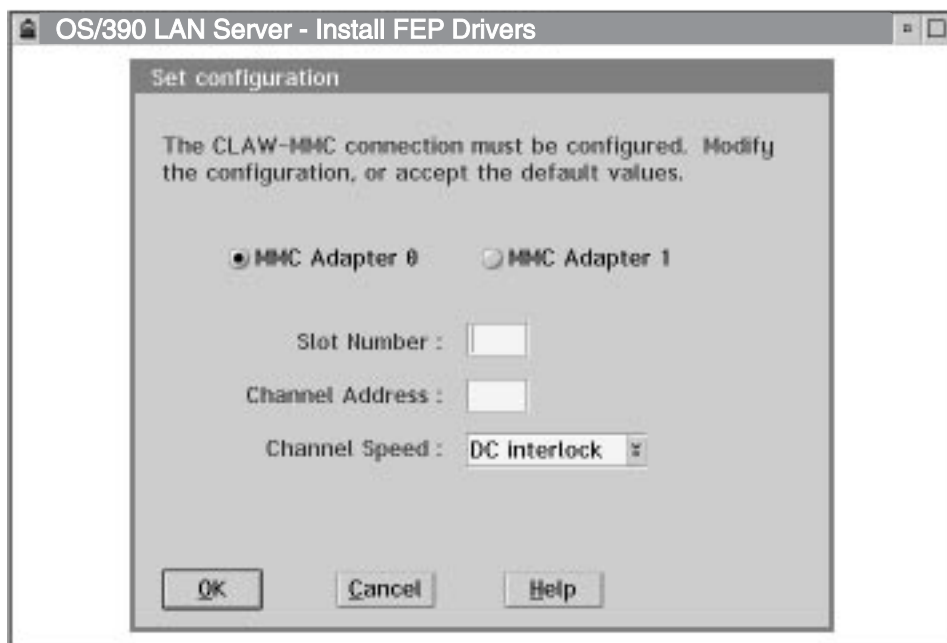 OS/390 LAN Server - Install FEP Drivers
Set configuration
The CLAW-MMC connection must be configured. Modify
the configuration, or accept the default values.
MMC Adapter 0 MMC Adapter 1
Slot Number :
Channel Address :
Channel Speed : DC interlock
OK Cancel Help